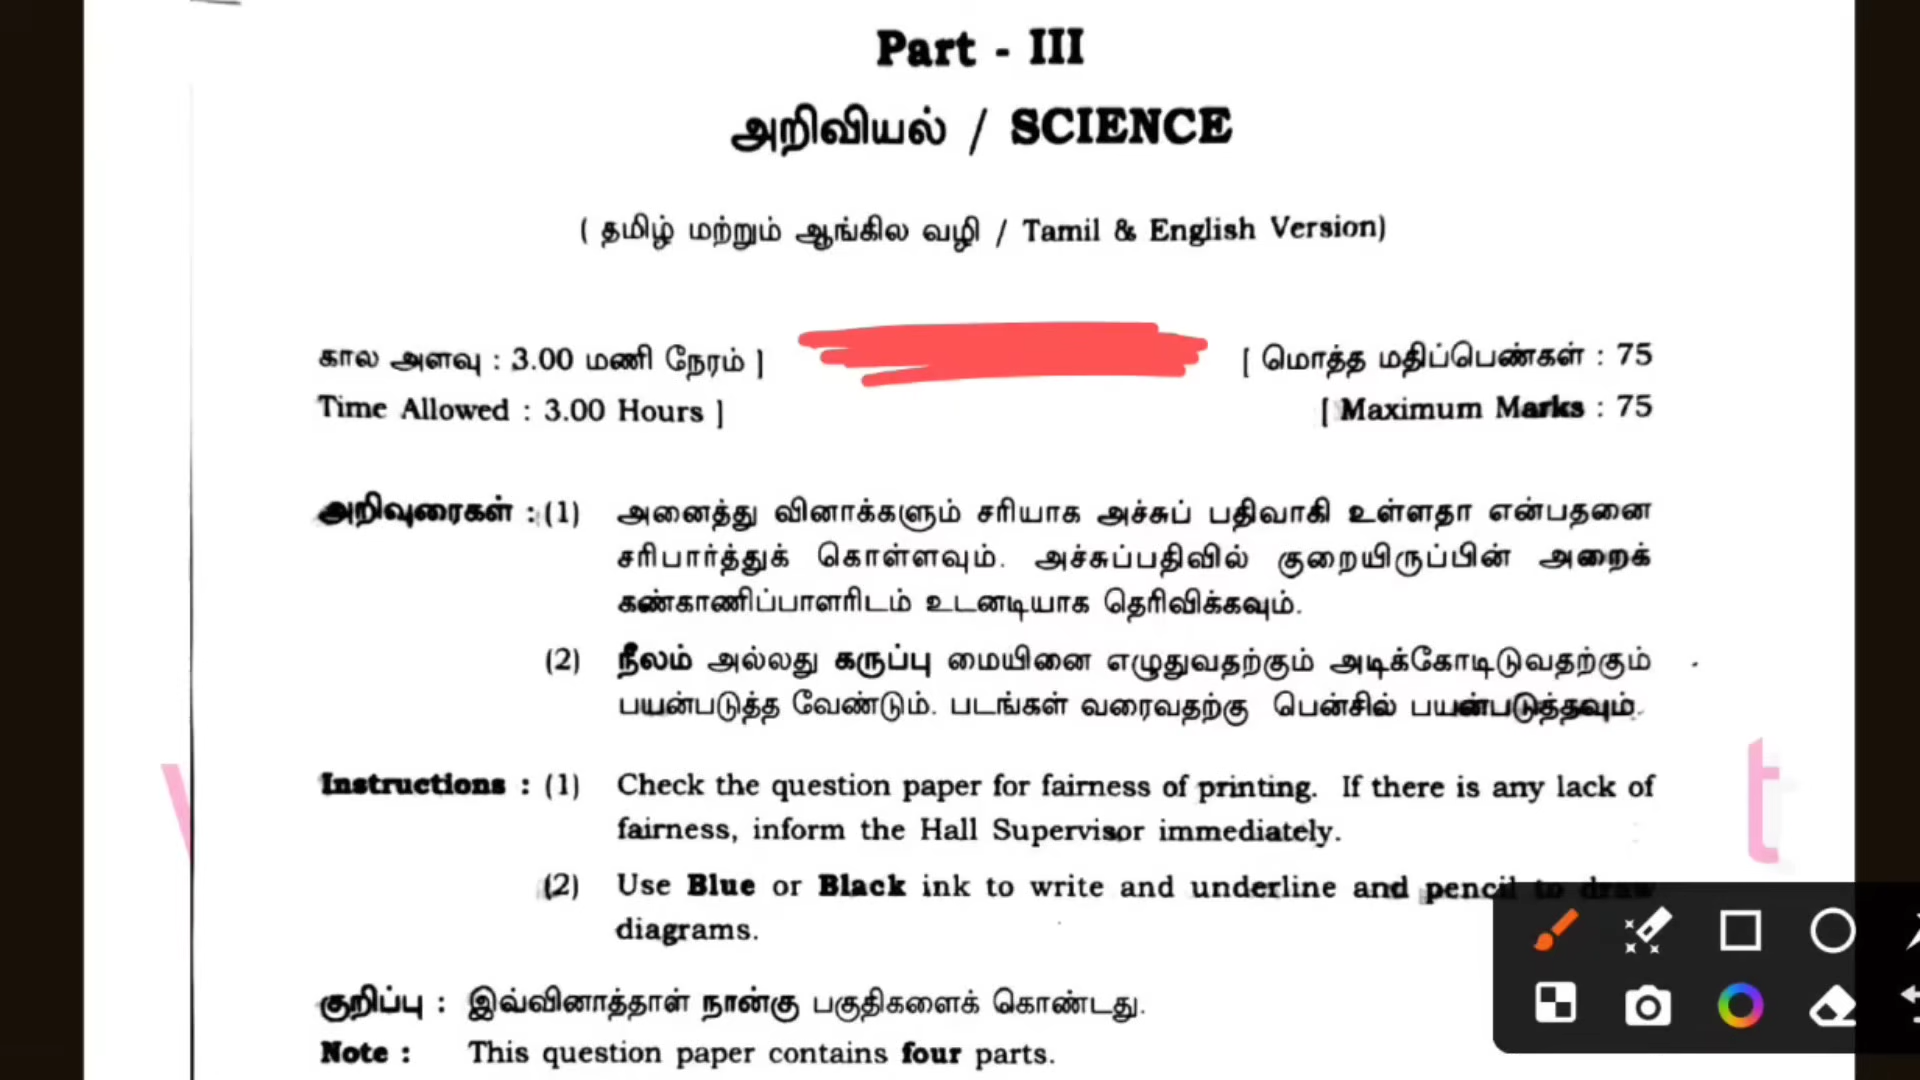 Part - III
அறிவியல் / SCIENCE
( தமிழ் மற்றும் ஆங்கில வழி / Tamil & English Version)
கால அளவு : 3.00 மணி நேரம் ] [ மொத்த மதிப்பெண்கள் : 75
Time Allowed : 3.00 Hours ] [ Maximum Marks : 75
அறிவுரைகள் : (1) அனைத்து வினாக்களும் சரியாக அச்சுப் பதிவாகி உள்ளதா என்பதனை
சரிபார்த்துக் கொள்ளவும். அச்சுப்பதிவில் குறையிருப்பின் அறைக்
கண்காணிப்பாளரிடம் உடனடியாக தெரிவிக்கவும்.
(2) நீலம் அல்லது கருப்பு மையினை எழுதுவதற்கும் அடிக்கோடிடுவதற்கும்
பயன்படுத்த வேண்டும். படங்கள் வரைவதற்கு பென்சில் பயன்படுத்தவும்.
Instructions : (1) Check the question paper for fairness of printing. If there is any lack of
fairness, inform the Hall Supervisor immediately.
(2) Use Blue or Black ink to write and underline and pencil to draw
diagrams.
குறிப்பு : இவ்வினாத்தாள் நான்கு பகுதிகளைக் கொண்டது.
Note : This question paper contains four parts.
t